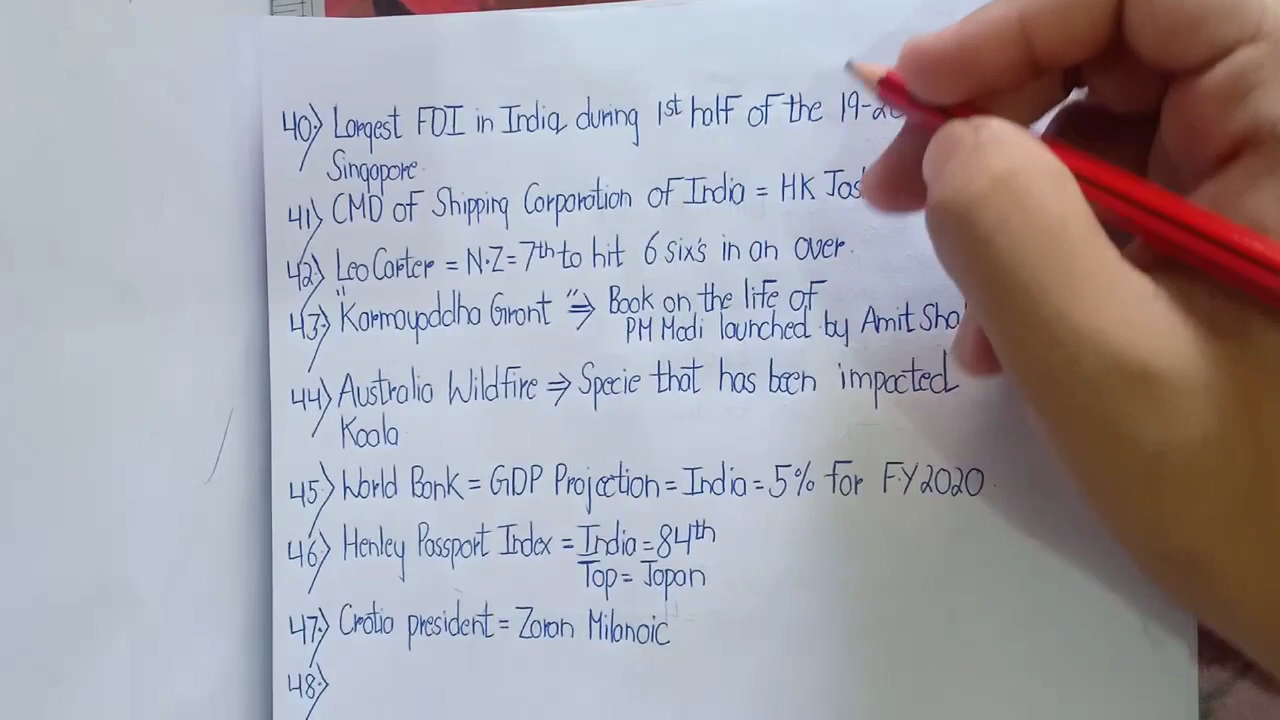 40) Largest FDI in India during 1st half of the 19-20
Singapore
41) CMD of Shipping Corporation of India = HK Jos
42) Leo Carter = N.Z = 7th to hit 6 six's in an over.
43) "Karmayoddha Grant" ⇒ Book on the life of
PM Modi launched by Amit Sha
44) Australia Wildfire ⇒ Specie that has been impacted
Koala
45) World Bank = GDP Projection = India = 5% for F.Y 2020.
46) Henley Passport Index = India = 84th
Top = Japan
47) Crotia president = Zoran Milanoic
48)